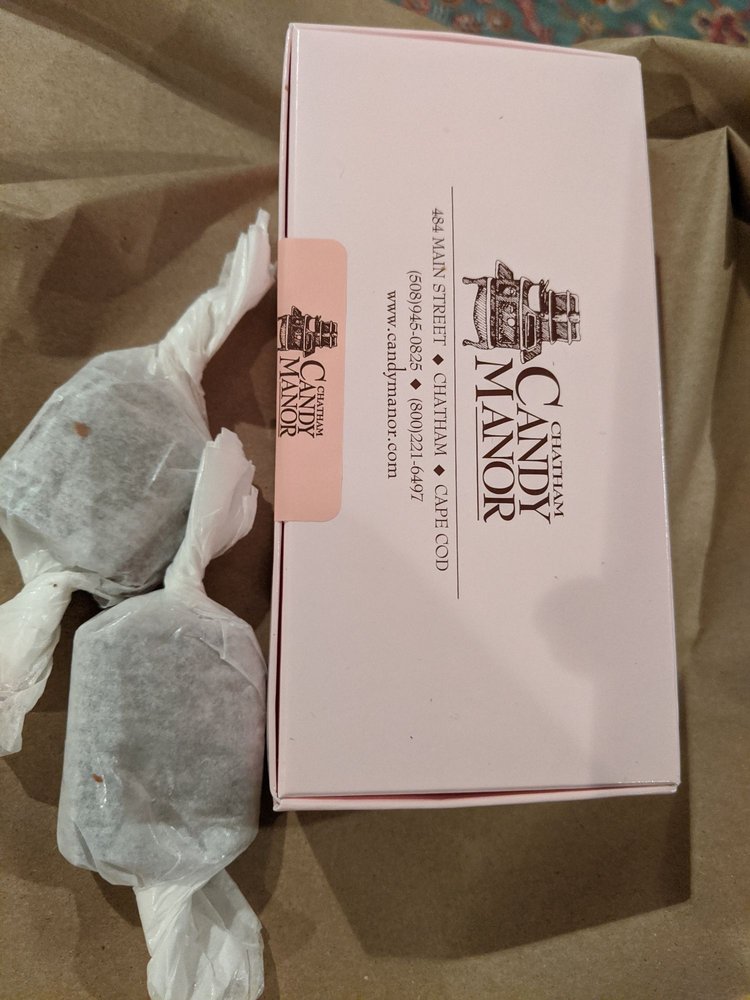 CHATHAM
CANDY
MANOR
484 MAIN STREET ◆ CHATHAM ◆ CAPE COD
(508)945-0825 ◆ (800)221-6497
www.candymanor.com
CHATHAM
CANDY
MANOR